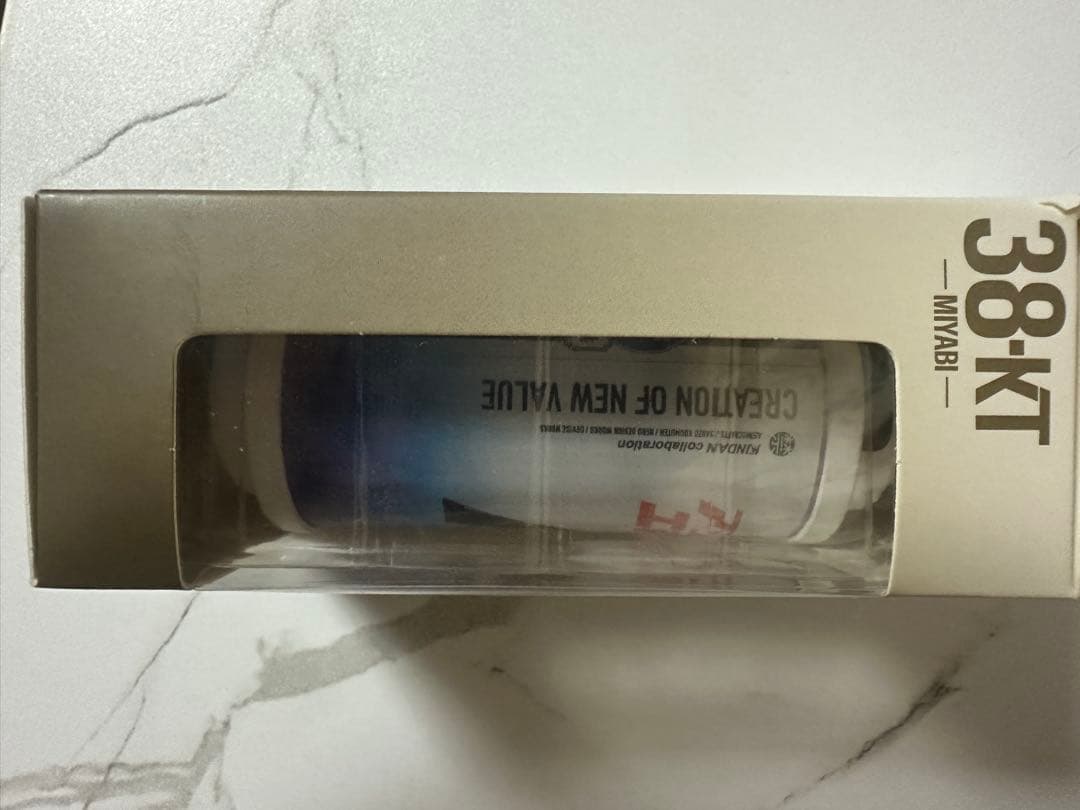 38-KT
MIYABI
CREATION OF NEW VALUE
KINDAN collaboration